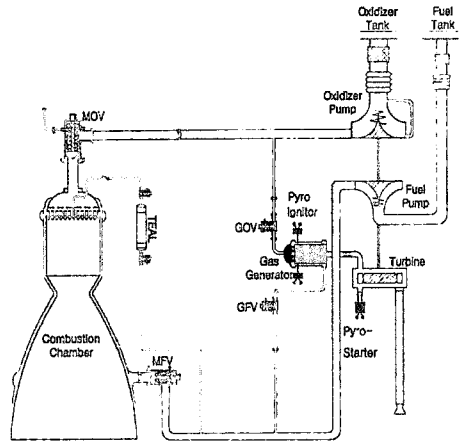 Oxidizer
Tank
Fuel
Tank
MOV
Oxidizer
Pump
Pyro
Ignitor
Fuel
Pump
TEAL
GOV
Gas
Generator
Turbine
GFV
Combustion
Chamber
MFV
Pyro-
Starter